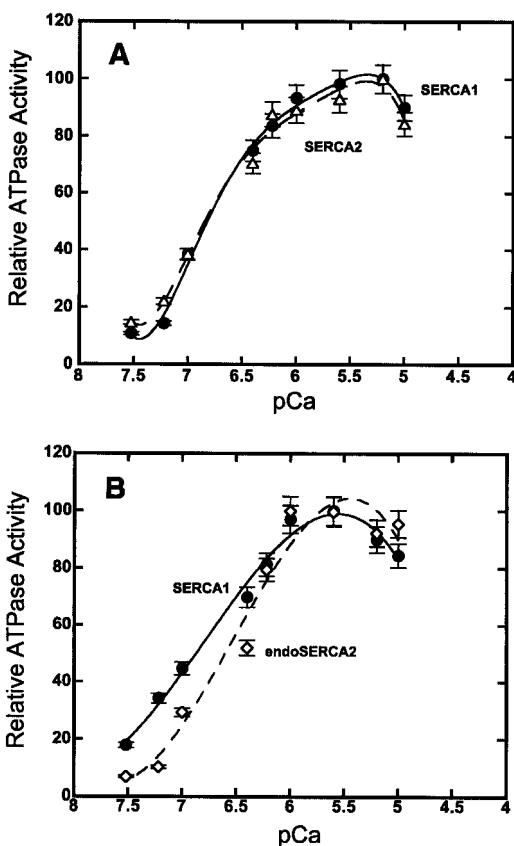 A
120
100
80
60
40
20
0
Relative ATPase Activity
SERCA1
SERCA2
8 7.5 7 6.5 6 5.5 5 4.5 4
pCa
B
120
100
80
60
40
20
0
Relative ATPase Activity
SERCA1
endoSERCA2
8 7.5 7 6.5 6 5.5 5 4.5 4
pCa